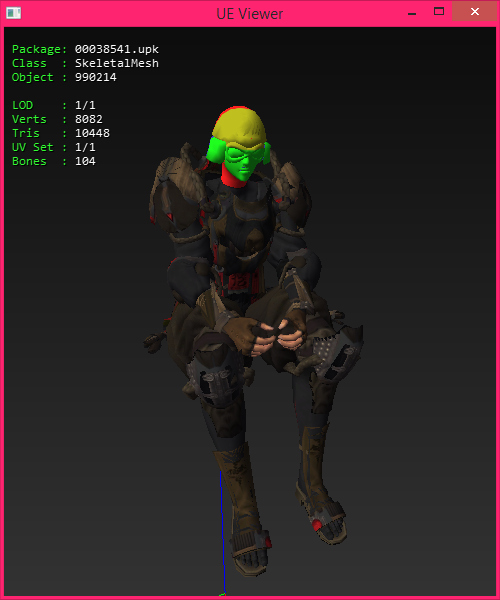 UE Viewer
Package: 00038541.upk
Class  : SkeletalMesh
Object : 990214
LOD    : 1/1
Verts  : 8082
Tris   : 10448
UV Set : 1/1
Bones  : 104